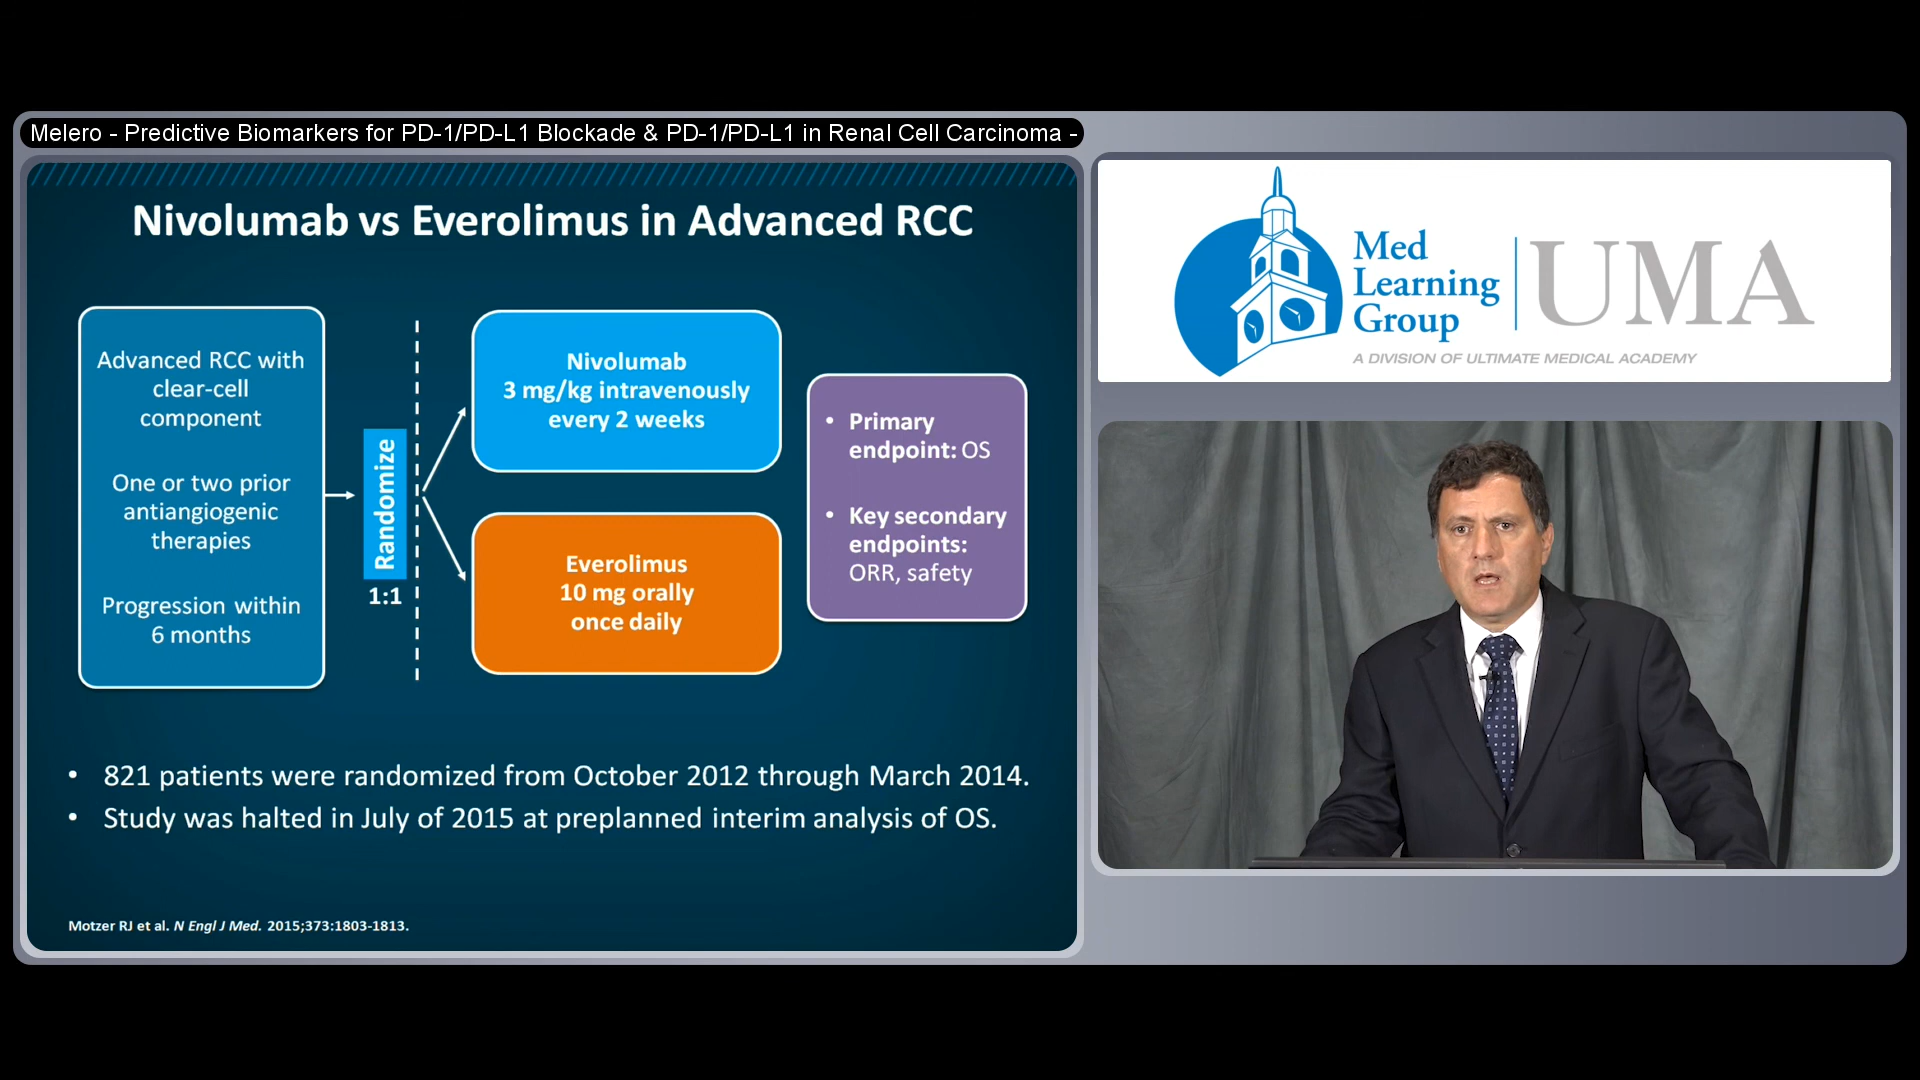 Melero - Predictive Biomarkers for PD-1/PD-L1 Blockade & PD-1/PD-L1 in Renal Cell Carcinoma -
Nivolumab vs Everolimus in Advanced RCC
Advanced RCC with
clear-cell
component
One or two prior
antiangiogenic
therapies
Progression within
6 months
Randomize
1:1
Nivolumab
3 mg/kg intravenously
every 2 weeks
Everolimus
10 mg orally
once daily
• Primary
endpoint: OS
• Key secondary
endpoints:
ORR, safety
• 821 patients were randomized from October 2012 through March 2014.
• Study was halted in July of 2015 at preplanned interim analysis of OS.
Motzer RJ et al. N Engl J Med. 2015;373:1803-1813.
Med
Learning
Group
UMA
A DIVISION OF ULTIMATE MEDICAL ACADEMY